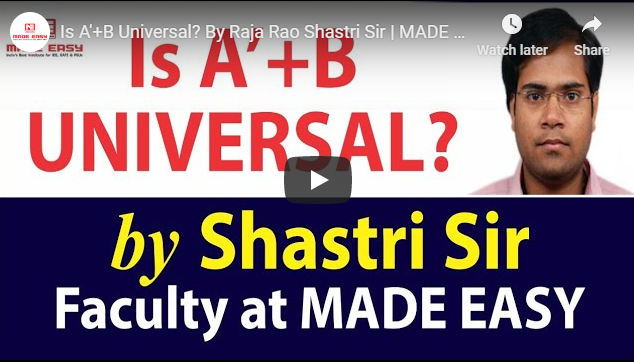 Is A'+B Universal? By Raja Rao Shastri Sir | MADE ...
Watch later
Share
MADE EASY
India's Best Institute for IES, GATE & PSUs
Is A'+B
UNIVERSAL?
by Shastri Sir
Faculty at MADE EASY